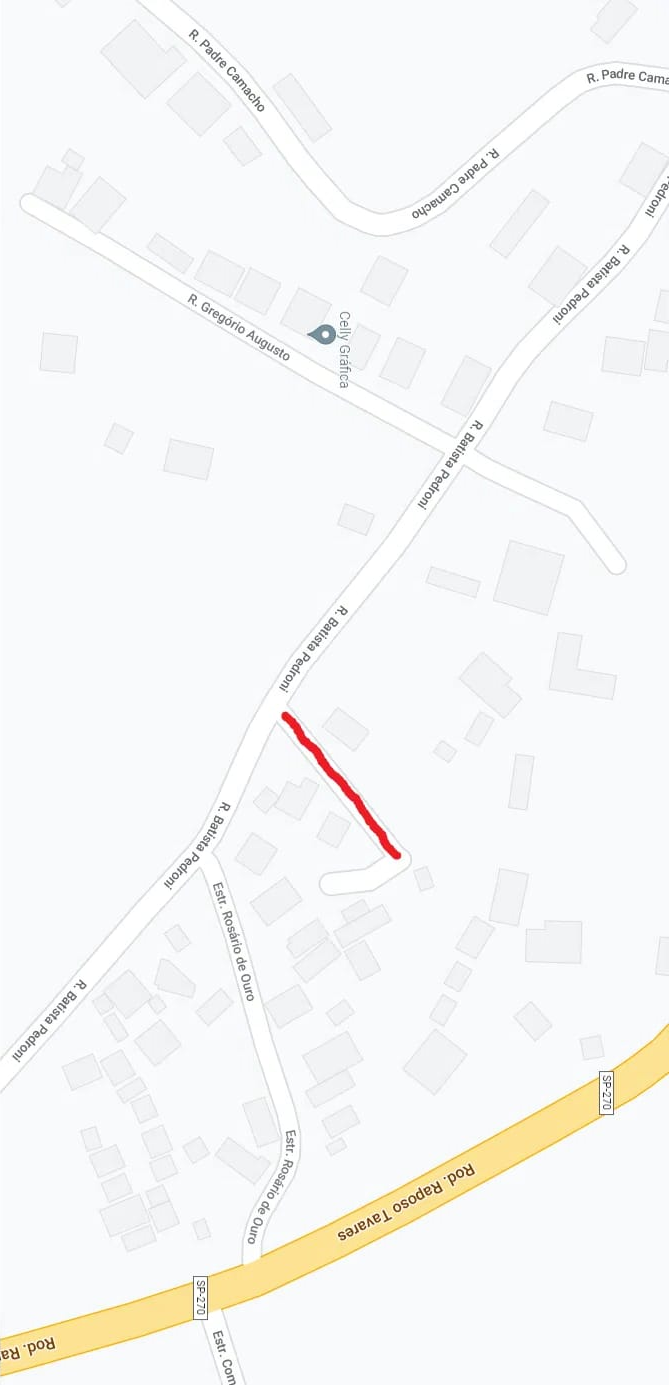 R. Padre Camacho
R. Padre Cama
R. Padre Camacho
Pedroni
R. Batista Pedroni
R. Gregório Augusto
Celly Gráfica
R. Batista Pedroni
R. Batista Pedroni
R. Batista Pedroni
Estr. Rosário de Ouro
R. Batista Pedroni
SP-270
Estr. Rosário de Ouro
Rod. Raposo Tavares
SP-270
Rod. Ra
Estr. Com